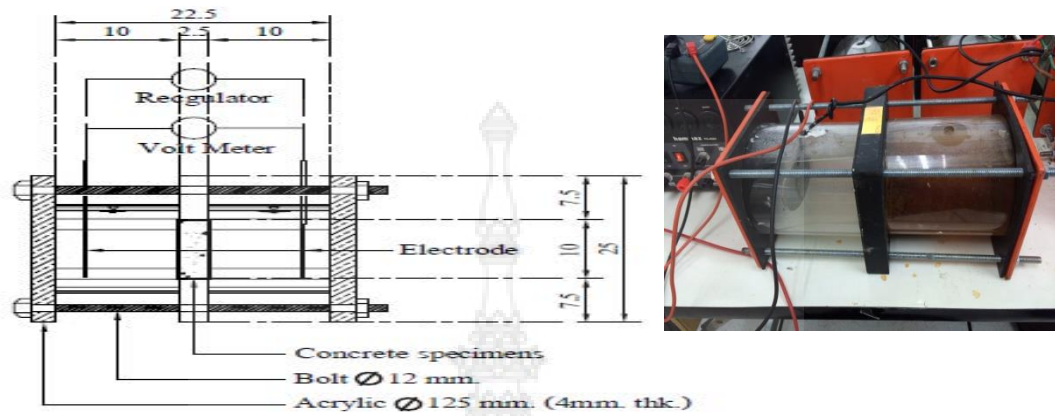 22.5
10 2.5 10
Recgulator
Volt Meter
7.5
Electrode
10
25
7.5
Concrete specimens
Bolt Ø 12 mm.
Acrylic Ø 125 mm. (4mm. thk.)